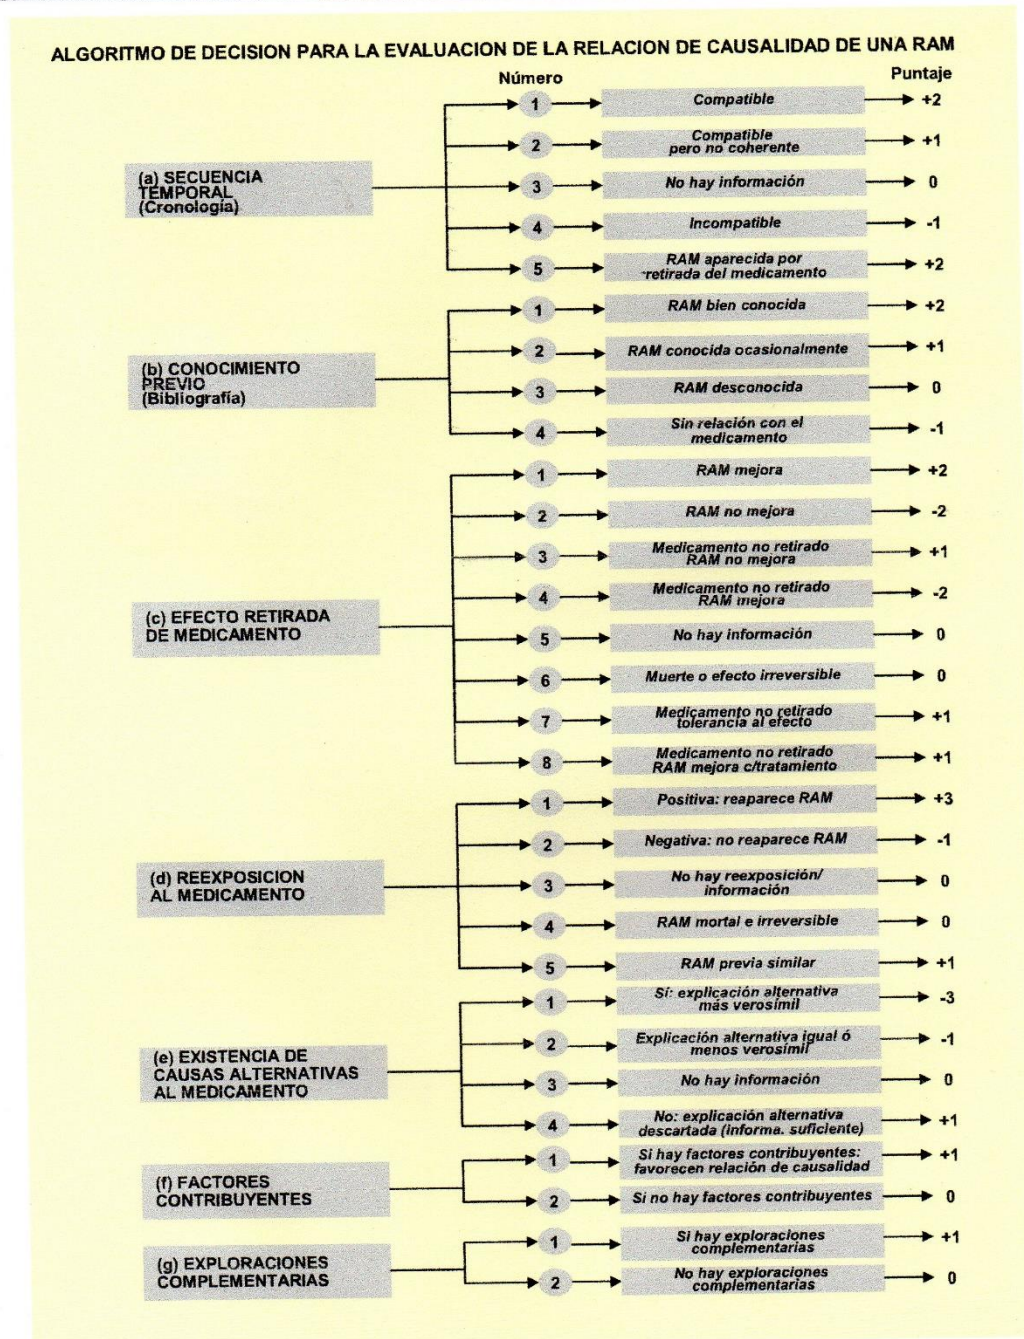 ALGORITMO DE DECISION PARA LA EVALUACION DE LA RELACION DE CAUSALIDAD DE UNA RAM
Número
Puntaje
(a) SECUENCIA
TEMPORAL
(Cronología)
1 Compatible +2
2 Compatible
pero no coherente +1
3 No hay información 0
4 Incompatible -1
5 RAM aparecida por
retirada del medicamento +2
(b) CONOCIMIENTO
PREVIO
(Bibliografía)
1 RAM bien conocida +2
2 RAM conocida ocasionalmente +1
3 RAM desconocida 0
4 Sin relación con el
medicamento -1
(c) EFECTO RETIRADA
DE MEDICAMENTO
1 RAM mejora +2
2 RAM no mejora -2
3 Medicamento no retirado
RAM no mejora +1
4 Medicamento no retirado
RAM mejora -2
5 No hay información 0
6 Muerte o efecto irreversible 0
7 Medicamento no retirado
tolerancia al efecto +1
8 Medicamento no retirado
RAM mejora c/tratamiento +1
(d) REEXPOSICION
AL MEDICAMENTO
1 Positiva: reaparece RAM +3
2 Negativa: no reaparece RAM -1
3 No hay reexposición/
información 0
4 RAM mortal e irreversible 0
5 RAM previa similar +1
(e) EXISTENCIA DE
CAUSAS ALTERNATIVAS
AL MEDICAMENTO
1 Sí: explicación alternativa
más verosímil -3
2 Explicación alternativa igual ó
menos verosímil -1
3 No hay información 0
4 No: explicación alternativa
descartada (informa. suficiente) +1
(f) FACTORES
CONTRIBUYENTES
1 Si hay factores contribuyentes:
favorecen relación de causalidad +1
2 Si no hay factores contribuyentes 0
(g) EXPLORACIONES
COMPLEMENTARIAS
1 Si hay exploraciones
complementarias +1
2 No hay exploraciones
complementarias 0